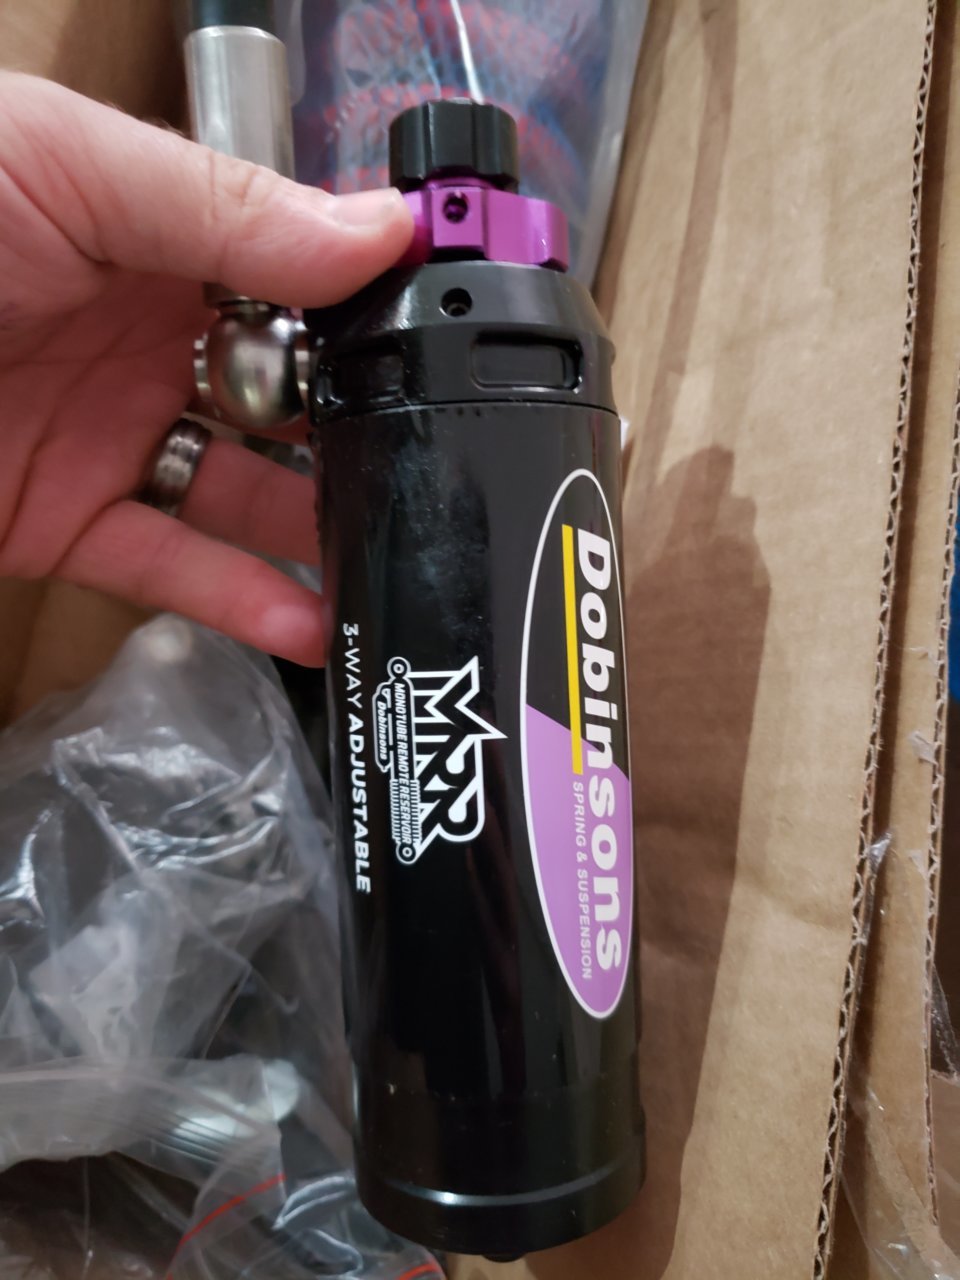 Dobinsons
SPRING & SUSPENSION
MRR
MONOTUBE REMOTE RESERVOIR
Dobinsons
3-WAY ADJUSTABLE